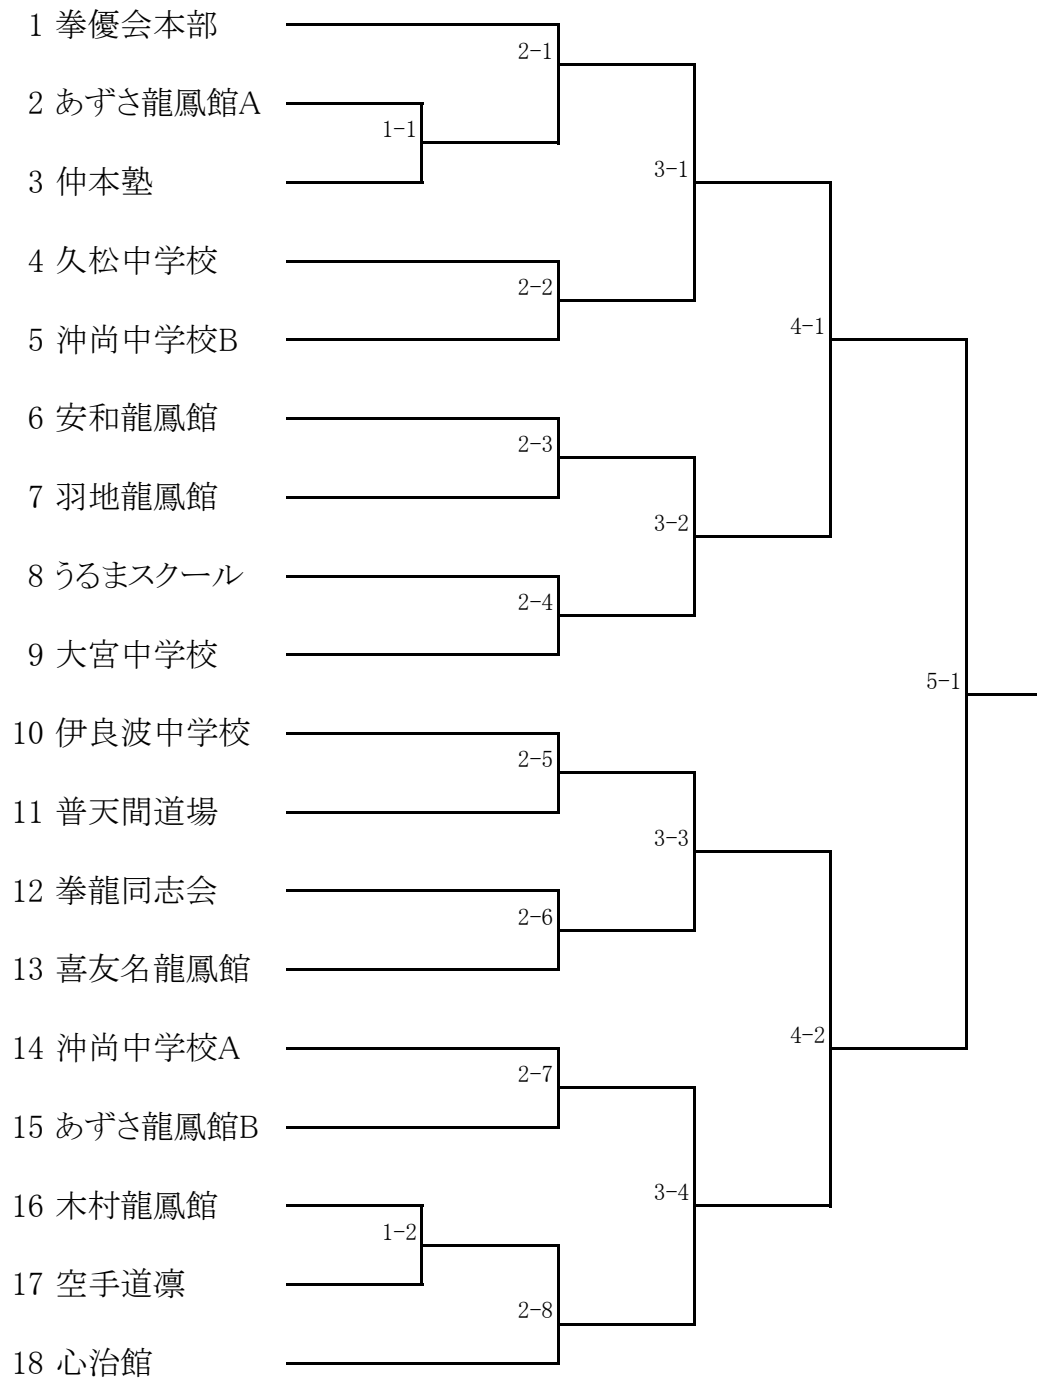 1 拳優会本部
2-1
2 あずさ龍鳳館A
1-1
3 仲本塾
3-1
4 久松中学校
2-2
5 沖尚中学校B
4-1
6 安和龍鳳館
2-3
7 羽地龍鳳館
3-2
8 うるまスクール
2-4
9 大宮中学校
5-1
10 伊良波中学校
2-5
11 普天間道場
3-3
12 拳龍同志会
2-6
13 喜友名龍鳳館
4-2
14 沖尚中学校A
2-7
15 あずさ龍鳳館B
3-4
16 木村龍鳳館
1-2
17 空手道凛
2-8
18 心治館